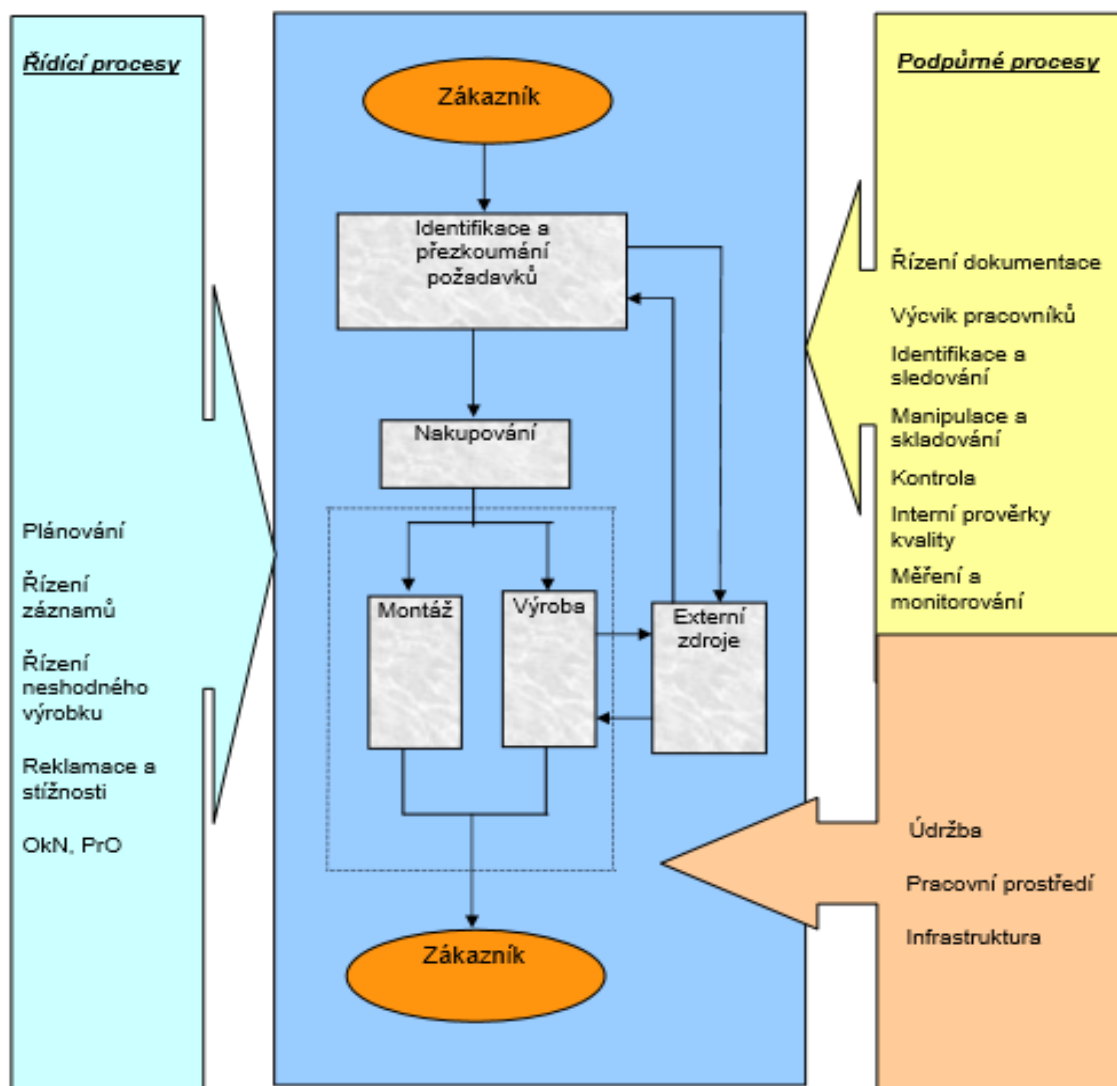 Řídící procesy
Plánování
Řízení
záznamů
Řízení
neshodného
výrobku
Reklamace a
stížnosti
OkN, PrO
Zákazník
Identifikace a
přezkoumání
požadavků
Nakupování
Montáž
Výroba
Externí
zdroje
Zákazník
Podpůrné procesy
Řízení dokumentace
Výcvik pracovníků
Identifikace a
sledování
Manipulace a
skladování
Kontrola
Interní prověrky
kvality
Měření a
monitorování
Údržba
Pracovní prostředí
Infrastruktura